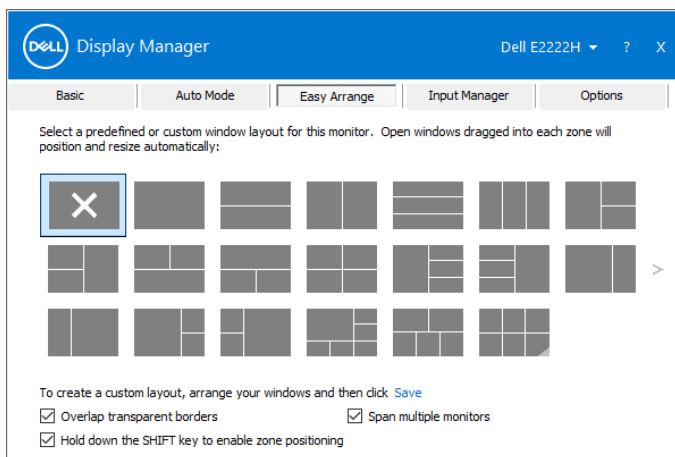 DELL Display Manager Dell E2222H ? X
Basic Auto Mode Easy Arrange Input Manager Options
Select a predefined or custom window layout for this monitor. Open windows dragged into each zone will
position and resize automatically:
>
To create a custom layout, arrange your windows and then click Save
Overlap transparent borders Span multiple monitors
Hold down the SHIFT key to enable zone positioning